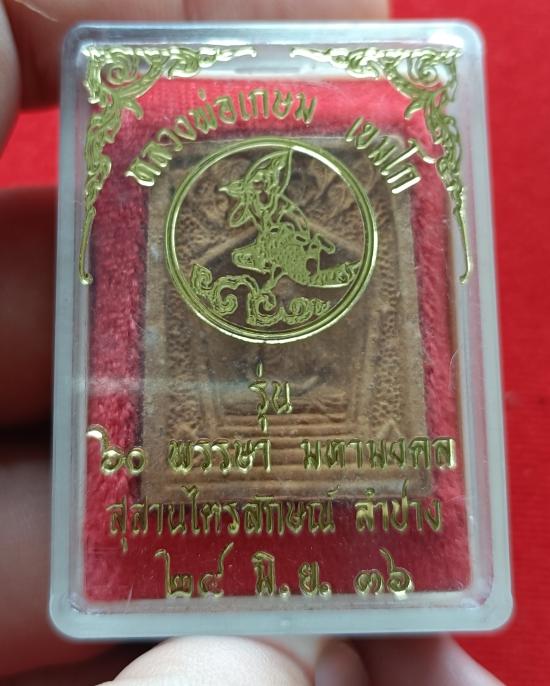 หลวงพ่อเกษม เขมโก
รุ่น
๖๐ พรรษา มหามงคล
สุสานไตรลักษณ์ ลำปาง
๒๘ พ.ย. ๓๖